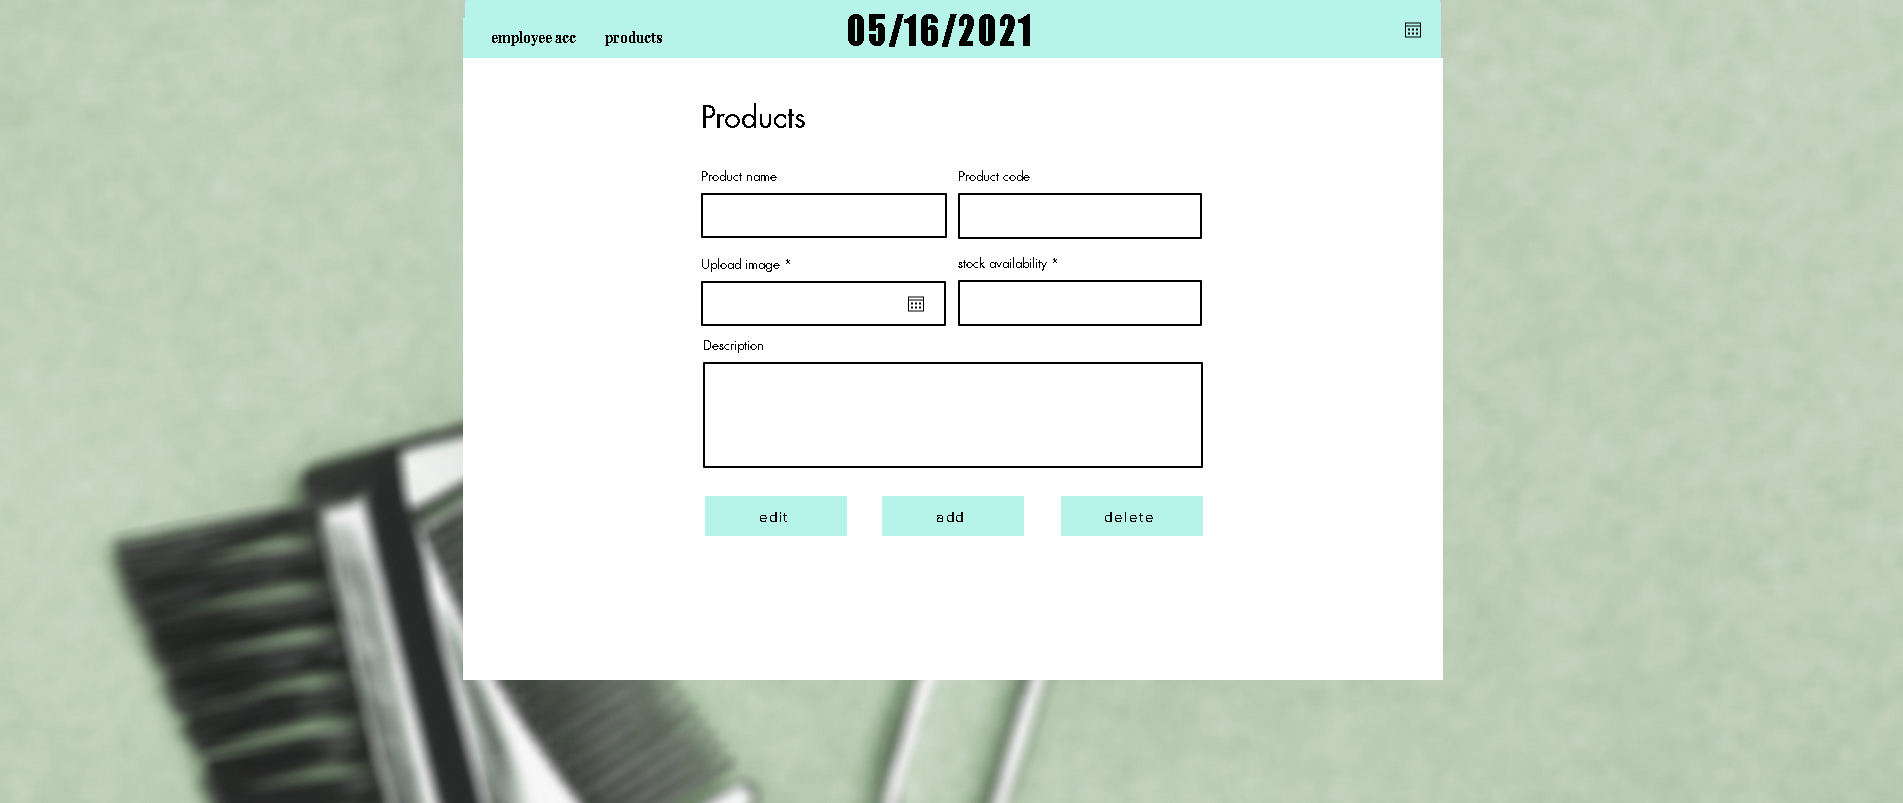 employee acc products 05/16/2021
Products
Product name Product code
Upload image * stock availability *
Description
edit add delete